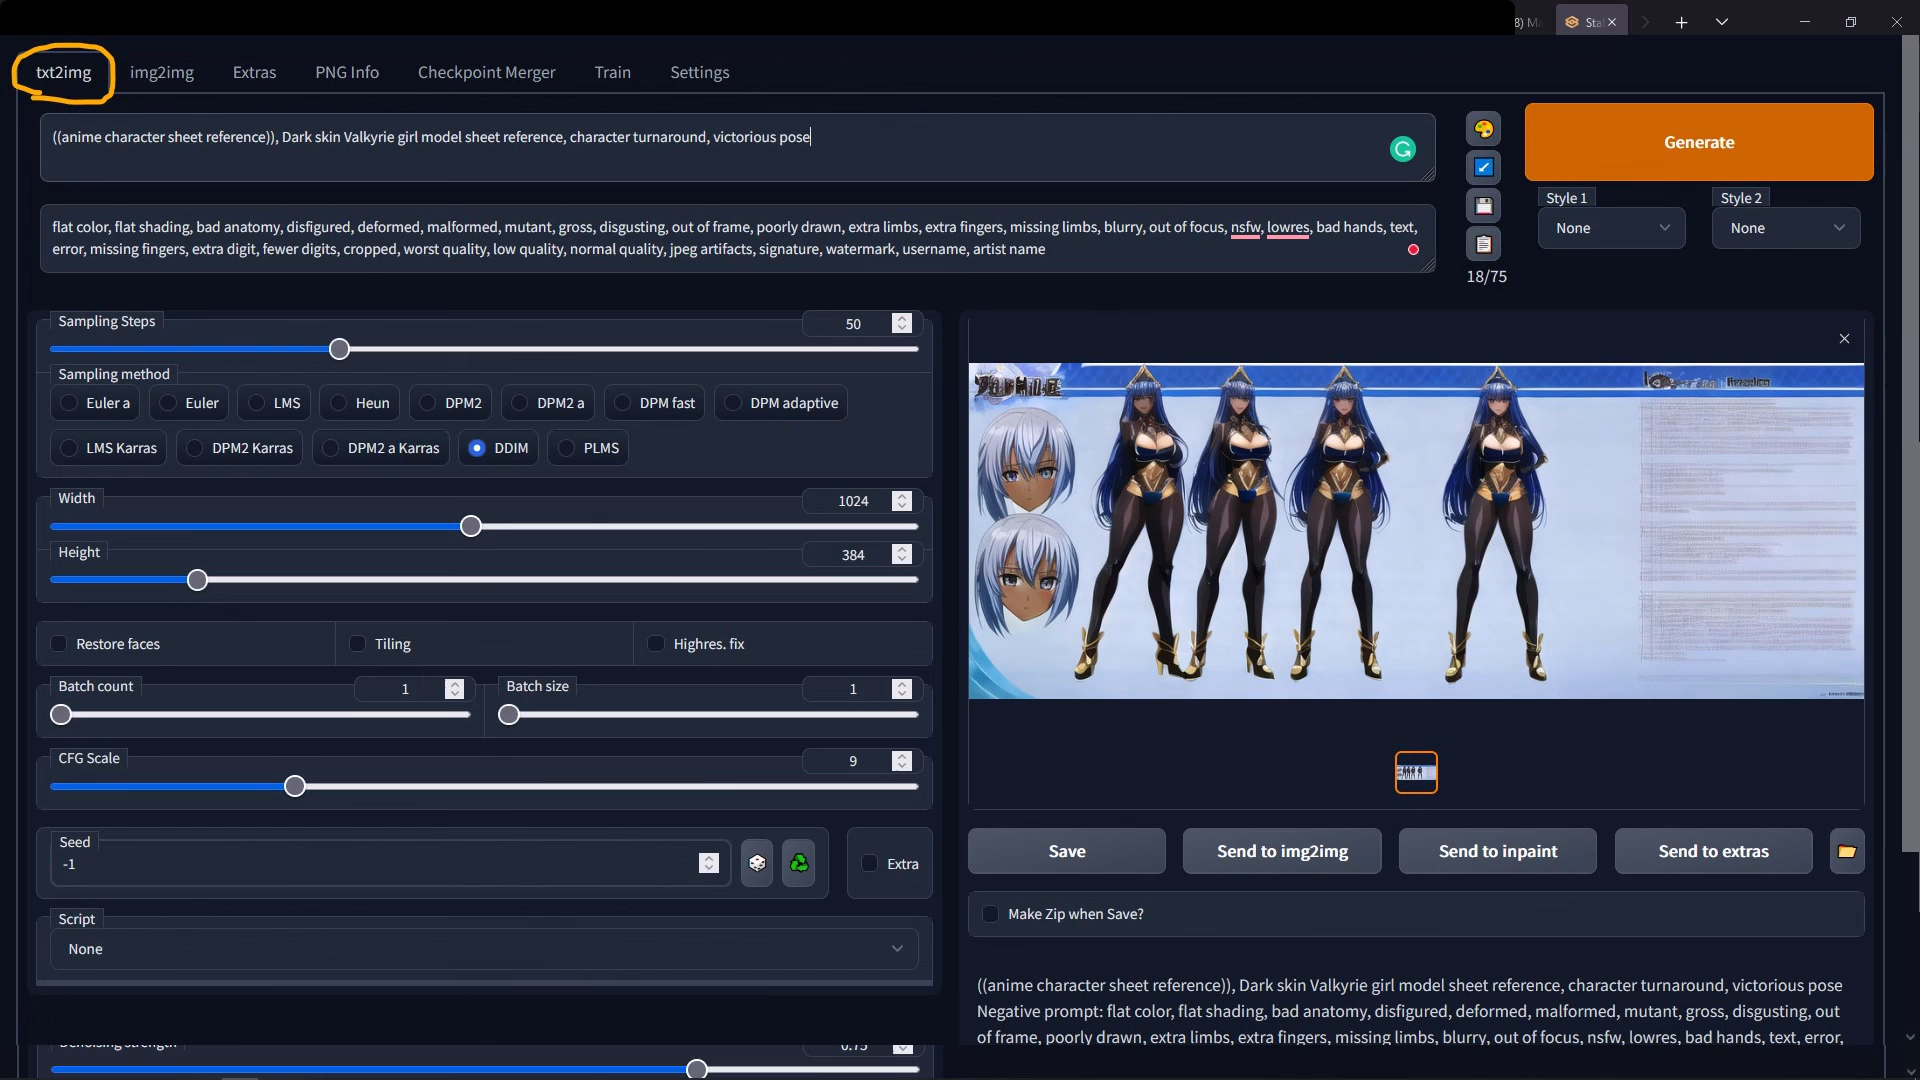 Sta
txt2img
img2img
Extras
PNG Info
Checkpoint Merger
Train
Settings
((anime character sheet reference)), Dark skin Valkyrie girl model sheet reference, character turnaround, victorious pose
flat color, flat shading, bad anatomy, disfigured, deformed, malformed, mutant, gross, disgusting, out of frame, poorly drawn, extra limbs, extra fingers, missing limbs, blurry, out of focus, nsfw, lowres, bad hands, text,
error, missing fingers, extra digit, fewer digits, cropped, worst quality, low quality, normal quality, jpeg artifacts, signature, watermark, username, artist name
18/75
Generate
Style 1
None
Style 2
None
Sampling Steps
50
Sampling method
Euler a
Euler
LMS
Heun
DPM2
DPM2 a
DPM fast
DPM adaptive
LMS Karras
DPM2 Karras
DPM2 a Karras
DDIM
PLMS
Width
1024
Height
384
Restore faces
Tiling
Highres. fix
Batch count
1
Batch size
1
CFG Scale
9
Seed
-1
Extra
Script
None
Denoising strength
0.75
Save
Send to img2img
Send to inpaint
Send to extras
Make Zip when Save?
((anime character sheet reference)), Dark skin Valkyrie girl model sheet reference, character turnaround, victorious pose
Negative prompt: flat color, flat shading, bad anatomy, disfigured, deformed, malformed, mutant, gross, disgusting, out
of frame, poorly drawn, extra limbs, extra fingers, missing limbs, blurry, out of focus, nsfw, lowres, bad hands, text, error,